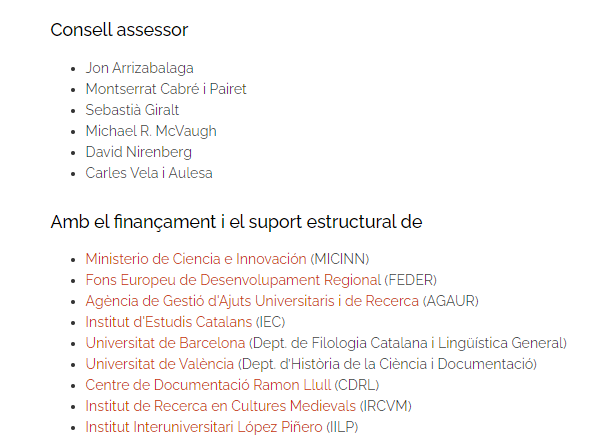 Consell assessor
Jon Arrizabalaga
Montserrat Cabré i Pairet
Sebastià Giralt
Michael R. McVaugh
David Nirenberg
Carles Vela i Aulesa
Amb el finançament i el suport estructural de
Ministerio de Ciencia e Innovación (MICINN)
Fons Europeu de Desenvolupament Regional (FEDER)
Agència de Gestió d'Ajuts Universitaris i de Recerca (AGAUR)
Institut d'Estudis Catalans (IEC)
Universitat de Barcelona (Dept. de Filologia Catalana i Lingüística General)
Universitat de València (Dept. d'Història de la Ciència i Documentació)
Centre de Documentació Ramon Llull (CDRL)
Institut de Recerca en Cultures Medievals (IRCVM)
Institut Interuniversitari López Piñero (IILP)